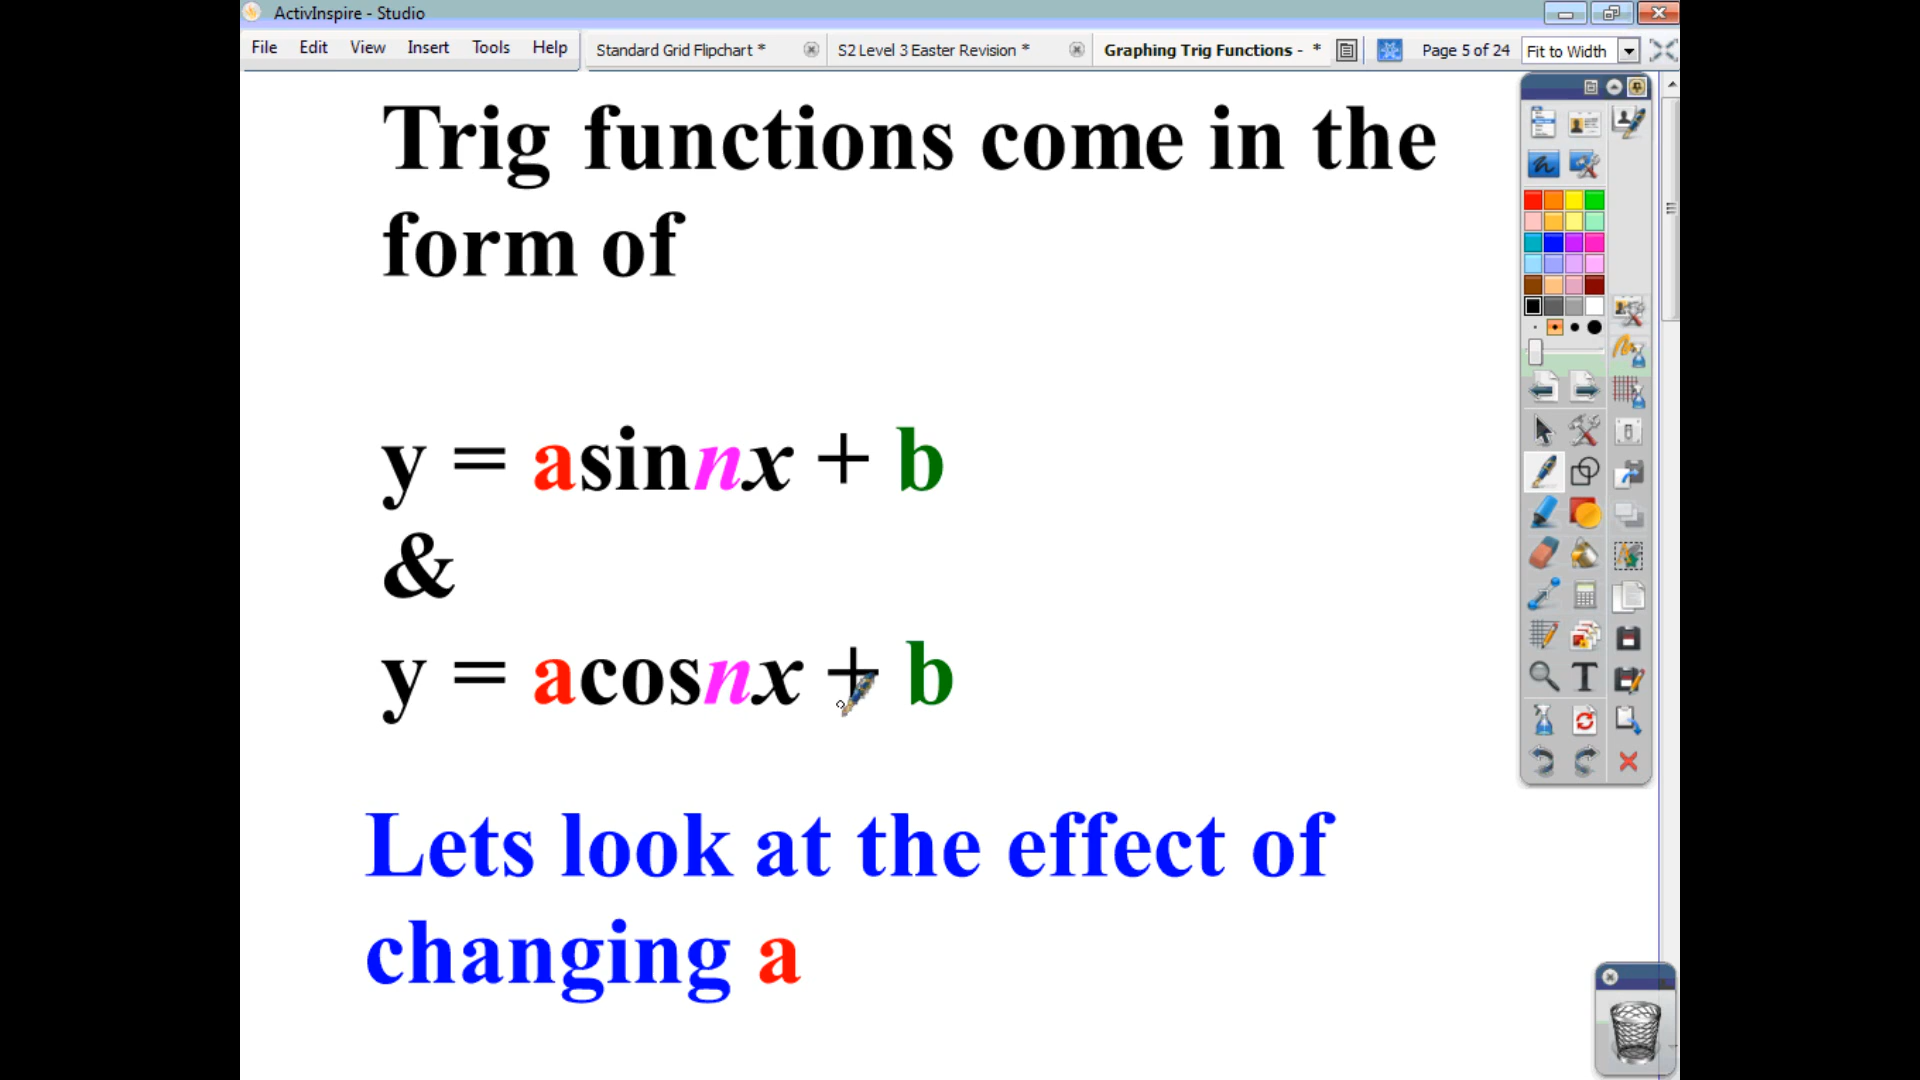 ActivInspire - Studio
File Edit View Insert Tools Help
Standard Grid Flipchart *
S2 Level 3 Easter Revision *
Graphing Trig Functions - *
Page 5 of 24
Fit to Width
Trig functions come in the
form of
y = asinnx + b
&
y = acosnx + b
Lets look at the effect of
changing a